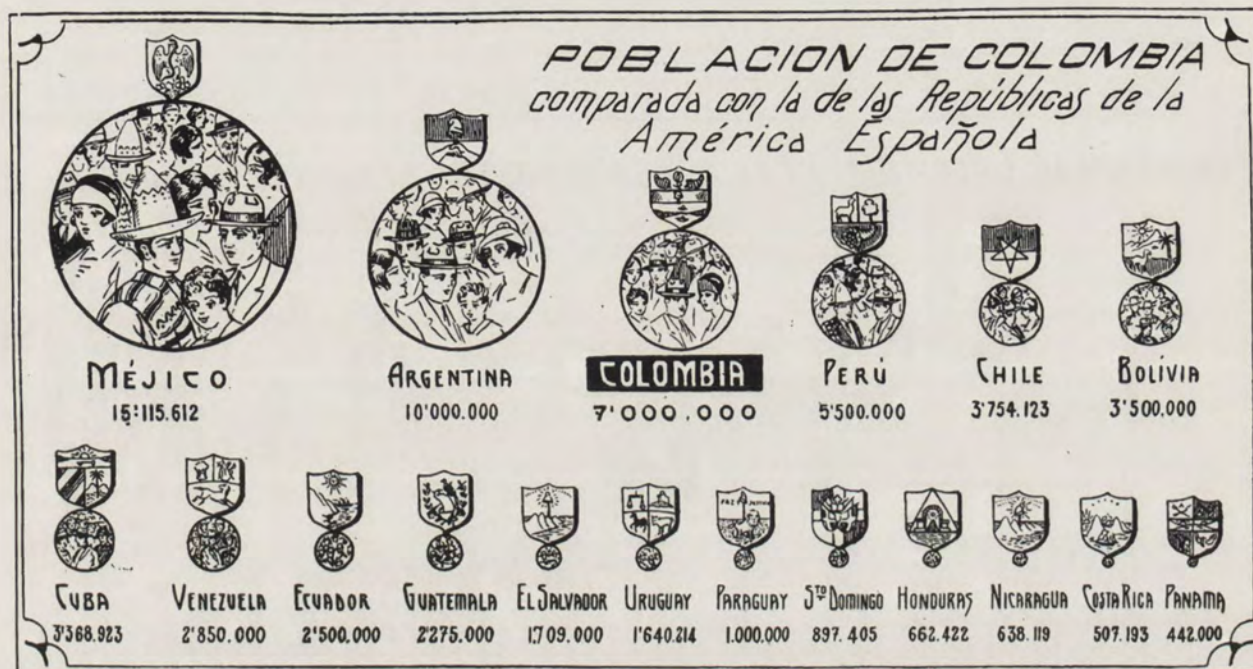 POBLACION DE COLOMBIA
comparada con la de las Repúblicas de la
América Española
MÉJICO
15:115.612
ARGENTINA
10'000.000
COLOMBIA
7'000.000
PERÚ
5'500.000
CHILE
3'754.123
BOLÍVIA
3'500.000
CUBA
3'368.923
VENEZUELA
2'850.000
ECUADOR
2'500.000
GUATEMALA
2'275.000
EL SALVADOR
1.709.000
URUGUAY
1'640.214
PARAGUAY
1.000.000
STO DOMINGO
897.405
HONDURAS
662.422
NICARAGUA
638.119
COSTA RICA
507.193
PANAMA
442.000